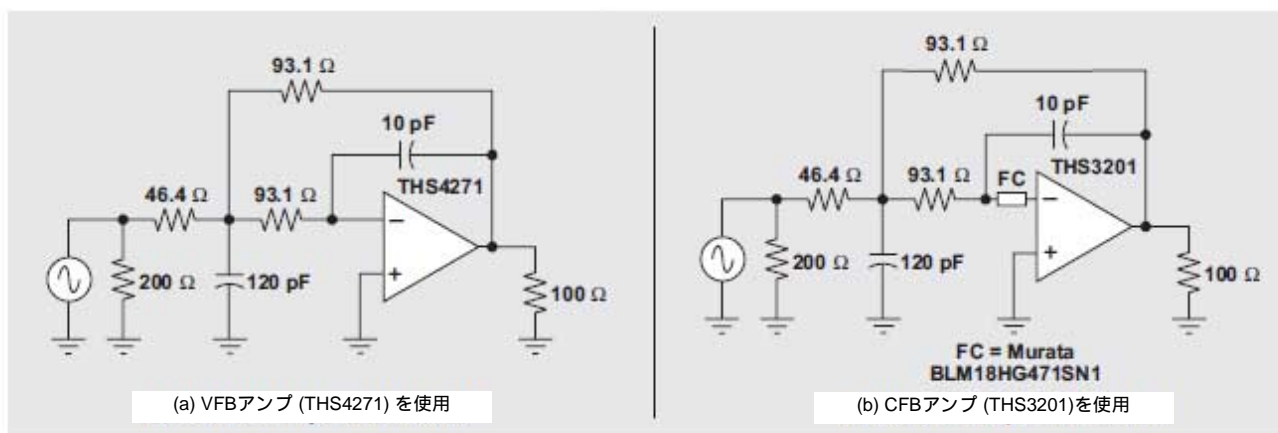 93.1 Ω
10 pF
THS4271
46.4 Ω
93.1 Ω
−
+
200 Ω
120 pF
100 Ω
(a) VFBアンプ (THS4271) を使用
93.1 Ω
10 pF
THS3201
46.4 Ω
93.1 Ω
FC
−
+
200 Ω
120 pF
100 Ω
FC = Murata
BLM18HG471SN1
(b) CFBアンプ (THS3201)を使用